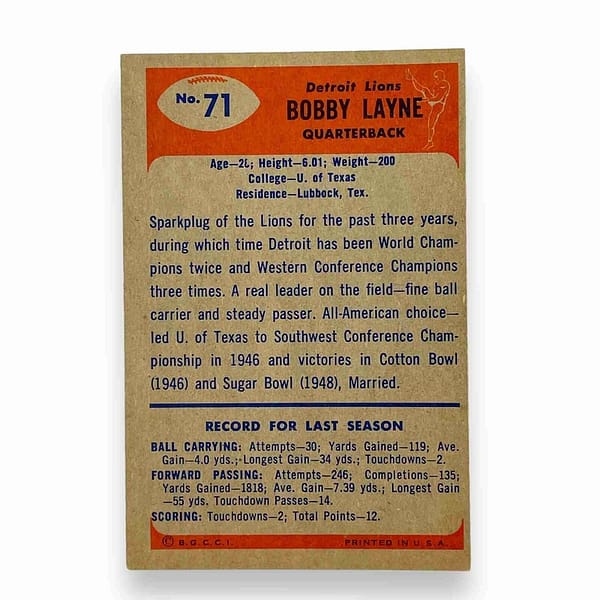 No. 71
Detroit Lions
BOBBY LAYNE
QUARTERBACK
Height—6.01; Weight—200
College—U. of Texas
Residence—Lubbock, Tex.
Sparkplug of the Lions for the past three years,
during which time Detroit has been World Cham-
pions twice and Western Conference Champions
three times. A real leader on the field—fine ball
carrier and steady passer. All-American choice—
led U. of Texas to Southwest Conference Cham-
pionship in 1946 and victories in Cotton Bowl
(1946) and Sugar Bowl (1948), Married.
RECORD FOR LAST SEASON
BALL CARRYING: Attempts—30; Yards Gained—119; Ave.
Gain—4.0 yds.; Longest Gain—34 yds.; Touchdowns—2.
FORWARD PASSING: Attempts—246; Completions—135;
Yards Gained—1818; Ave. Gain—7.39 yds.; Longest Gain
—55 yds. Touchdown Passes—14.
SCORING: Touchdowns—2; Total Points—12.
© B.G.C.C.I. PRINTED IN U.S.A.